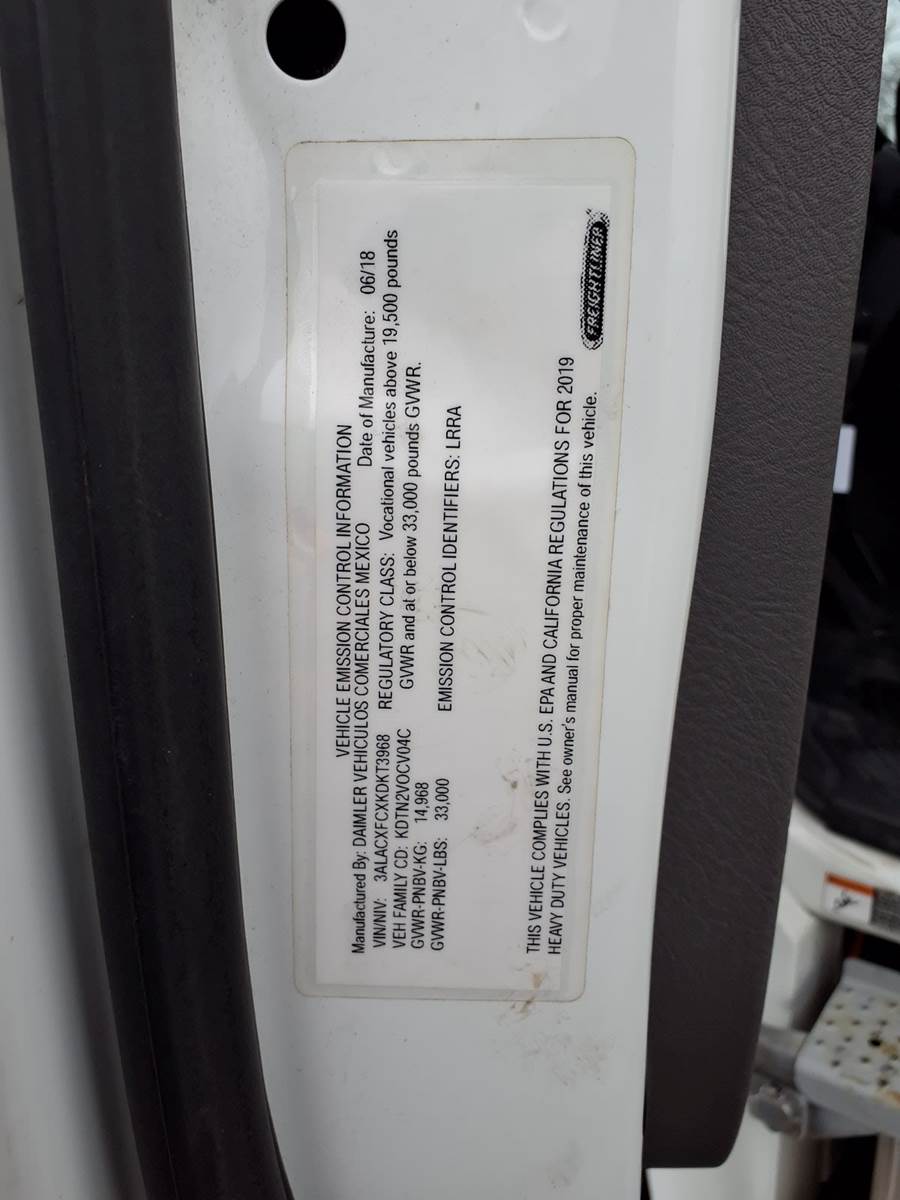 VEHICLE EMISSION CONTROL INFORMATION
Manufactured By: DAIMLER VEHICULOS COMERCIALES MEXICO Date of Manufacture: 06/18
VIN/NIV: 3ALACXFCXKDKT3968 REGULATORY CLASS: Vocational vehicles above 19,500 pounds
VEH FAMILY CD: KDTN2VOCV04C GVWR and at or below 33,000 pounds GVWR.
GVWR-PNBV-KG: 14,968
GVWR-PNBV-LBS: 33,000 EMISSION CONTROL IDENTIFIERS: LRRA
THIS VEHICLE COMPLIES WITH U.S. EPA AND CALIFORNIA REGULATIONS FOR 2019
HEAVY DUTY VEHICLES. See owner's manual for proper maintenance of this vehicle.
FREIGHTLINER